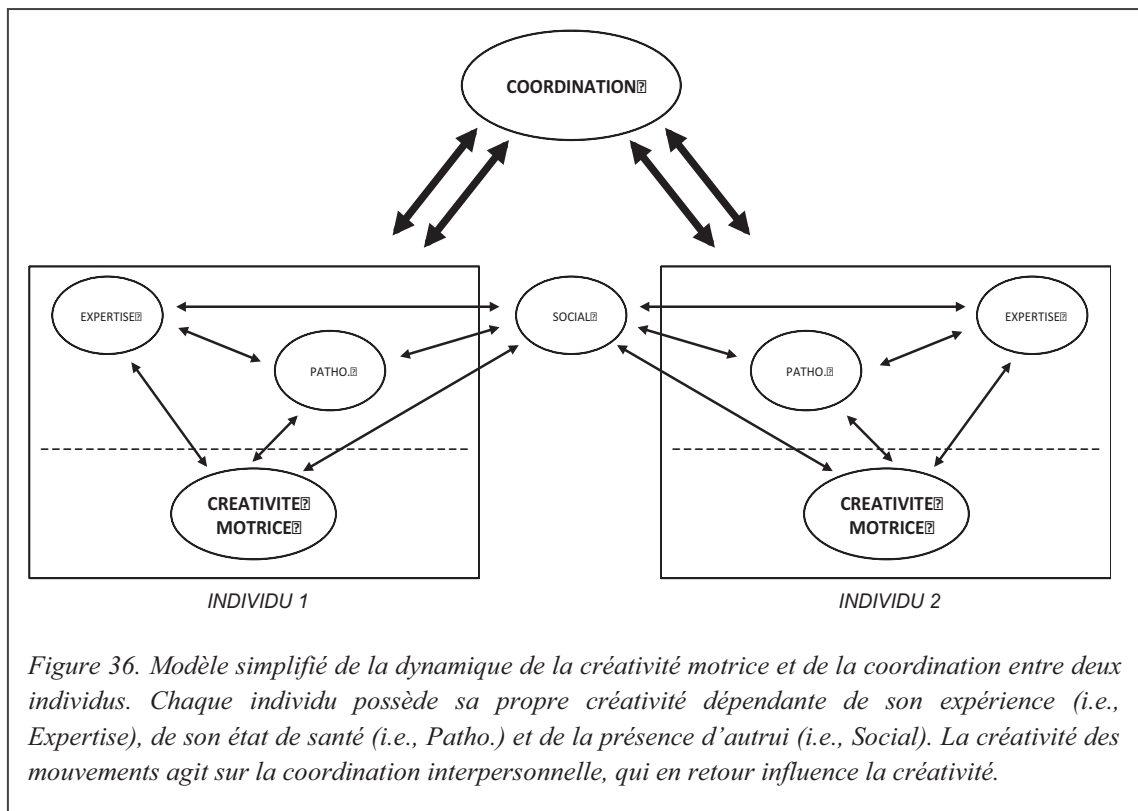 COORDINATION
EXPERTISE
SOCIAL
EXPERTISE
PATHO.
PATHO.
CREATIVITE
MOTRICE
CREATIVITE
MOTRICE
INDIVIDU 1
INDIVIDU 2
Figure 36. Modèle simplifié de la dynamique de la créativité motrice et de la coordination entre deux
individus. Chaque individu possède sa propre créativité dépendante de son expérience (i.e.,
Expertise), de son état de santé (i.e., Patho.) et de la présence d’autrui (i.e., Social). La créativité des
mouvements agit sur la coordination interpersonnelle, qui en retour influence la créativité.